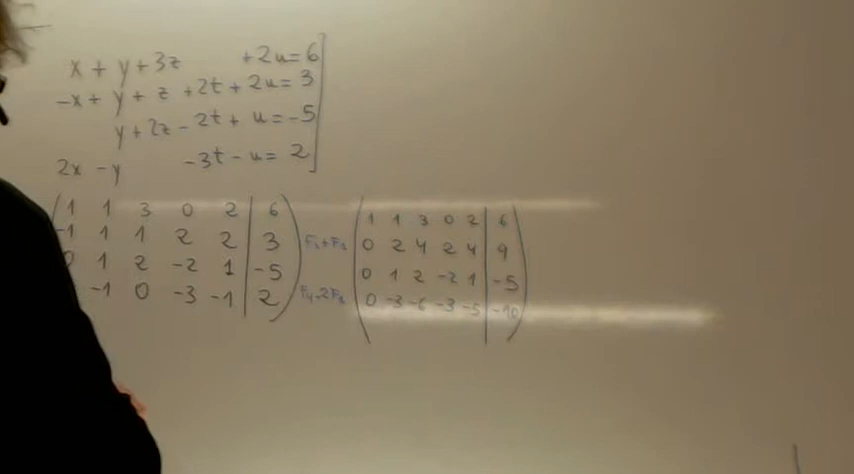 x + y + 3z + 2u = 6
-x + y + z + 2t + 2u = 3
y + 2z - 2t + u = -5
2x - y - 3t - u = 2
1 1 3 0 2 | 6
-1 1 1 2 2 | 3
0 1 2 -2 1 | -5
-1 0 -3 -1 | 2
F₂+F₁
F₄-2F₁
1 1 3 0 2 | 6
0 2 4 2 4 | 9
0 1 2 -2 1 | -5
0 -3 -6 -3 -5 | -10